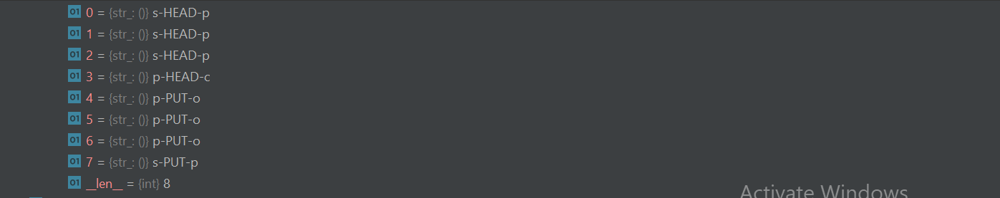 01 0 = {str_: ()} s-HEAD-p
01 1 = {str_: ()} s-HEAD-p
01 2 = {str_: ()} s-HEAD-p
01 3 = {str_: ()} p-HEAD-c
01 4 = {str_: ()} p-PUT-o
01 5 = {str_: ()} p-PUT-o
01 6 = {str_: ()} p-PUT-o
01 7 = {str_: ()} s-PUT-p
01 __len__ = {int} 8
Activate Windows